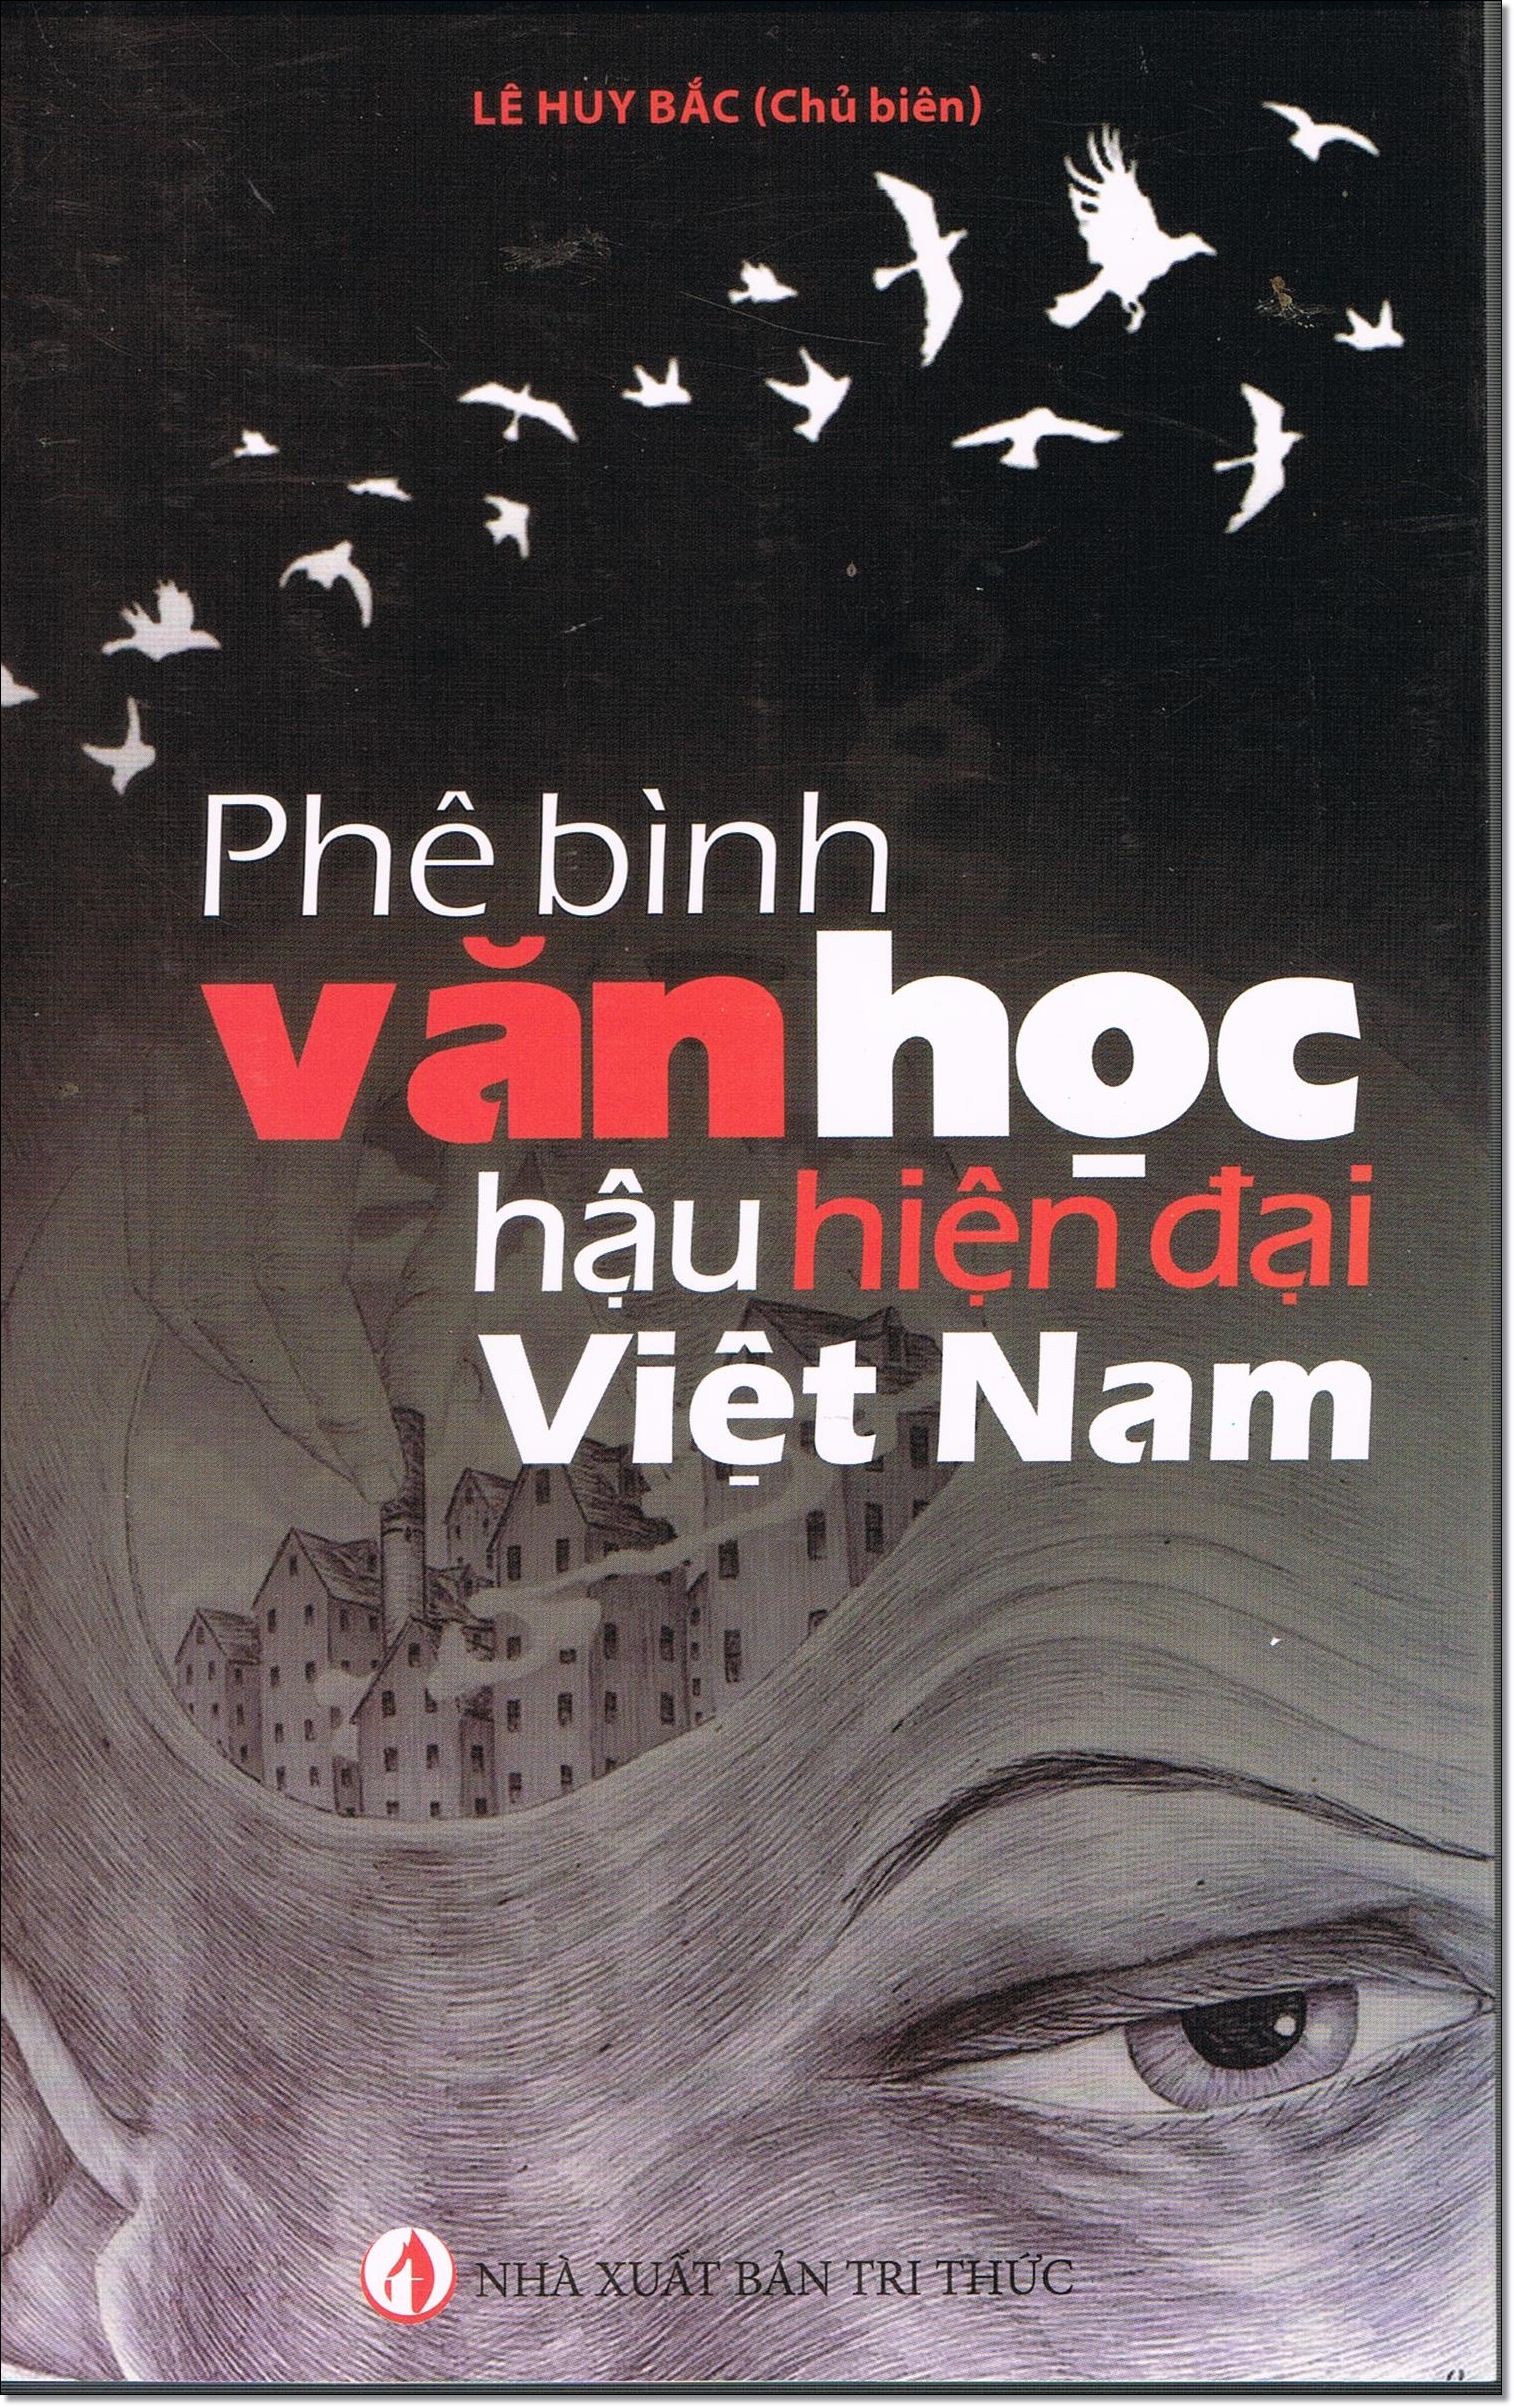 LÊ HUY BẮC (Chủ biên)
Phê bình
văn học
hậu hiện đại
Việt Nam
NHÀ XUẤT BẢN TRI THỨC